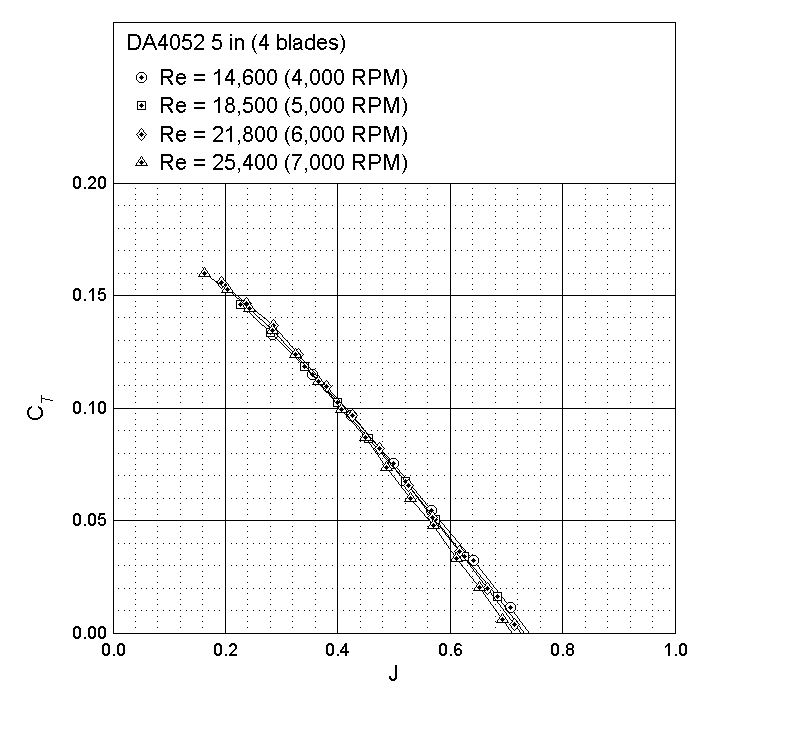 DA4052 5 in (4 blades)
Re = 14,600 (4,000 RPM)
Re = 18,500 (5,000 RPM)
Re = 21,800 (6,000 RPM)
Re = 25,400 (7,000 RPM)
0.20
0.15
0.10
0.05
0.00
C_T
0.0 0.2 0.4 0.6 0.8 1.0
J